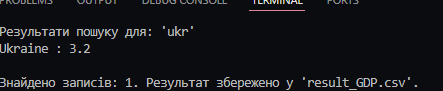 PROBLEMS OUTPUT DEBUG CONSOLE TERMINAL PORTS
Результати пошуку для: 'ukr'
Ukraine : 3.2
Знайдено записів: 1. Результат збережено у 'result_GDP.csv'.